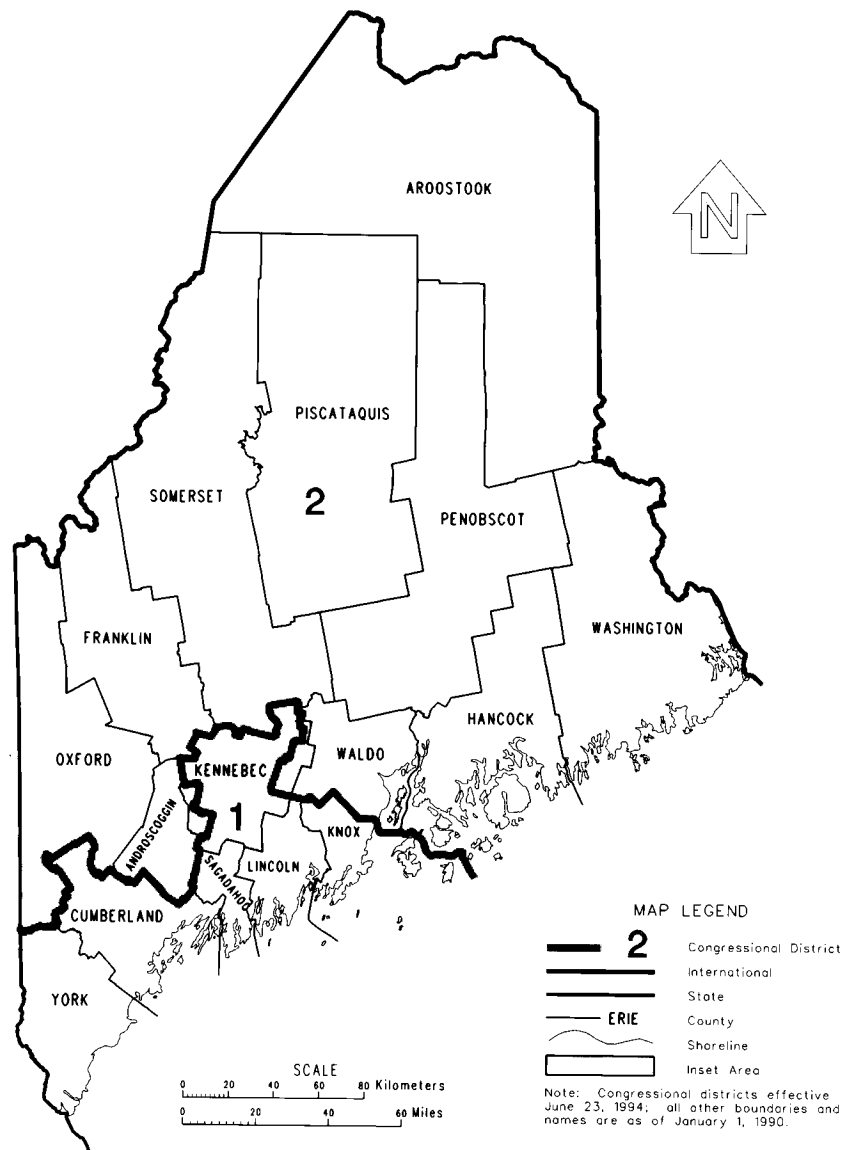 AROOSTOOK
N
PISCATAQUIS
SOMERSET
2
PENOBSCOT
FRANKLIN
WASHINGTON
HANCOCK
OXFORD
WALDO
KENNEBEC
ANDROSCOGGIN
1
KNOX
LINCOLN
SAGADAHOC
CUMBERLAND
YORK
MAP LEGEND
2 Congressional District
International
State
ERIE County
Shoreline
Inset Area
SCALE
0 20 40 60 80 Kilometers
0 20 40 60 Miles
Note: Congressional districts effective
June 23, 1994; all other boundaries and
names are as of January 1, 1990.